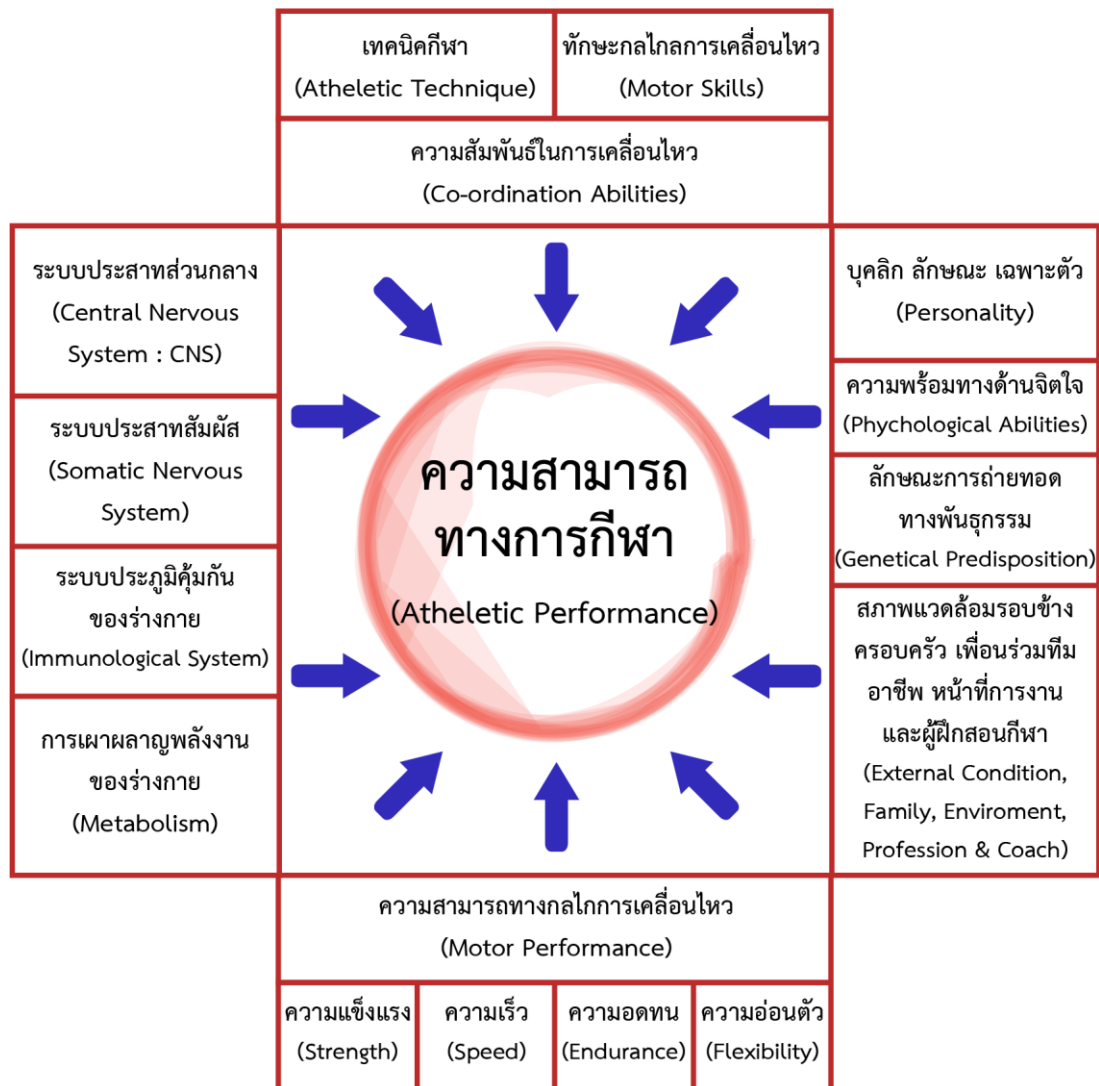 เทคนิคกีฬา
(Atheletic Technique)
ทักษะกลไกลการเคลื่อนไหว
(Motor Skills)
ความสัมพันธ์ในการเคลื่อนไหว
(Co-ordination Abilities)
ระบบประสาทส่วนกลาง
(Central Nervous
System : CNS)
ระบบประสาทสัมผัส
(Somatic Nervous
System)
ระบบประภูมิคุ้มกัน
ของร่างกาย
(Immunological System)
การเผาผลาญพลังงาน
ของร่างกาย
(Metabolism)
ความสามารถ
ทางการกีฬา
(Atheletic Performance)
บุคลิก ลักษณะ เฉพาะตัว
(Personality)
ความพร้อมทางด้านจิตใจ
(Phychological Abilities)
ลักษณะการถ่ายทอด
ทางพันธุกรรม
(Genetical Predisposition)
สภาพแวดล้อมรอบข้าง
ครอบครัว เพื่อนร่วมทีม
อาชีพ หน้าที่การงาน
และผู้ฝึกสอนกีฬา
(External Condition,
Family, Enviroment,
Profession & Coach)
ความสามารถทางกลไกการเคลื่อนไหว
(Motor Performance)
ความแข็งแรง
(Strength)
ความเร็ว
(Speed)
ความอดทน
(Endurance)
ความอ่อนตัว
(Flexibility)